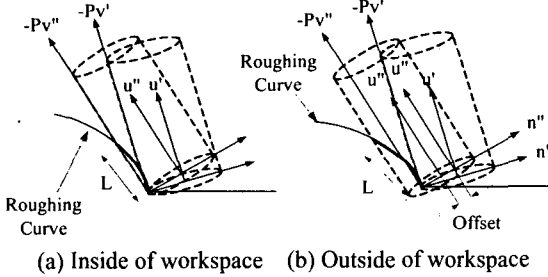 -Pv''
-Pv'
u''
u'
Roughing
Curve
L
(a) Inside of workspace
-Pv''
-Pv'
u''
u''
u'
Roughing
Curve
n''
n'
L
Offset
(b) Outside of workspace